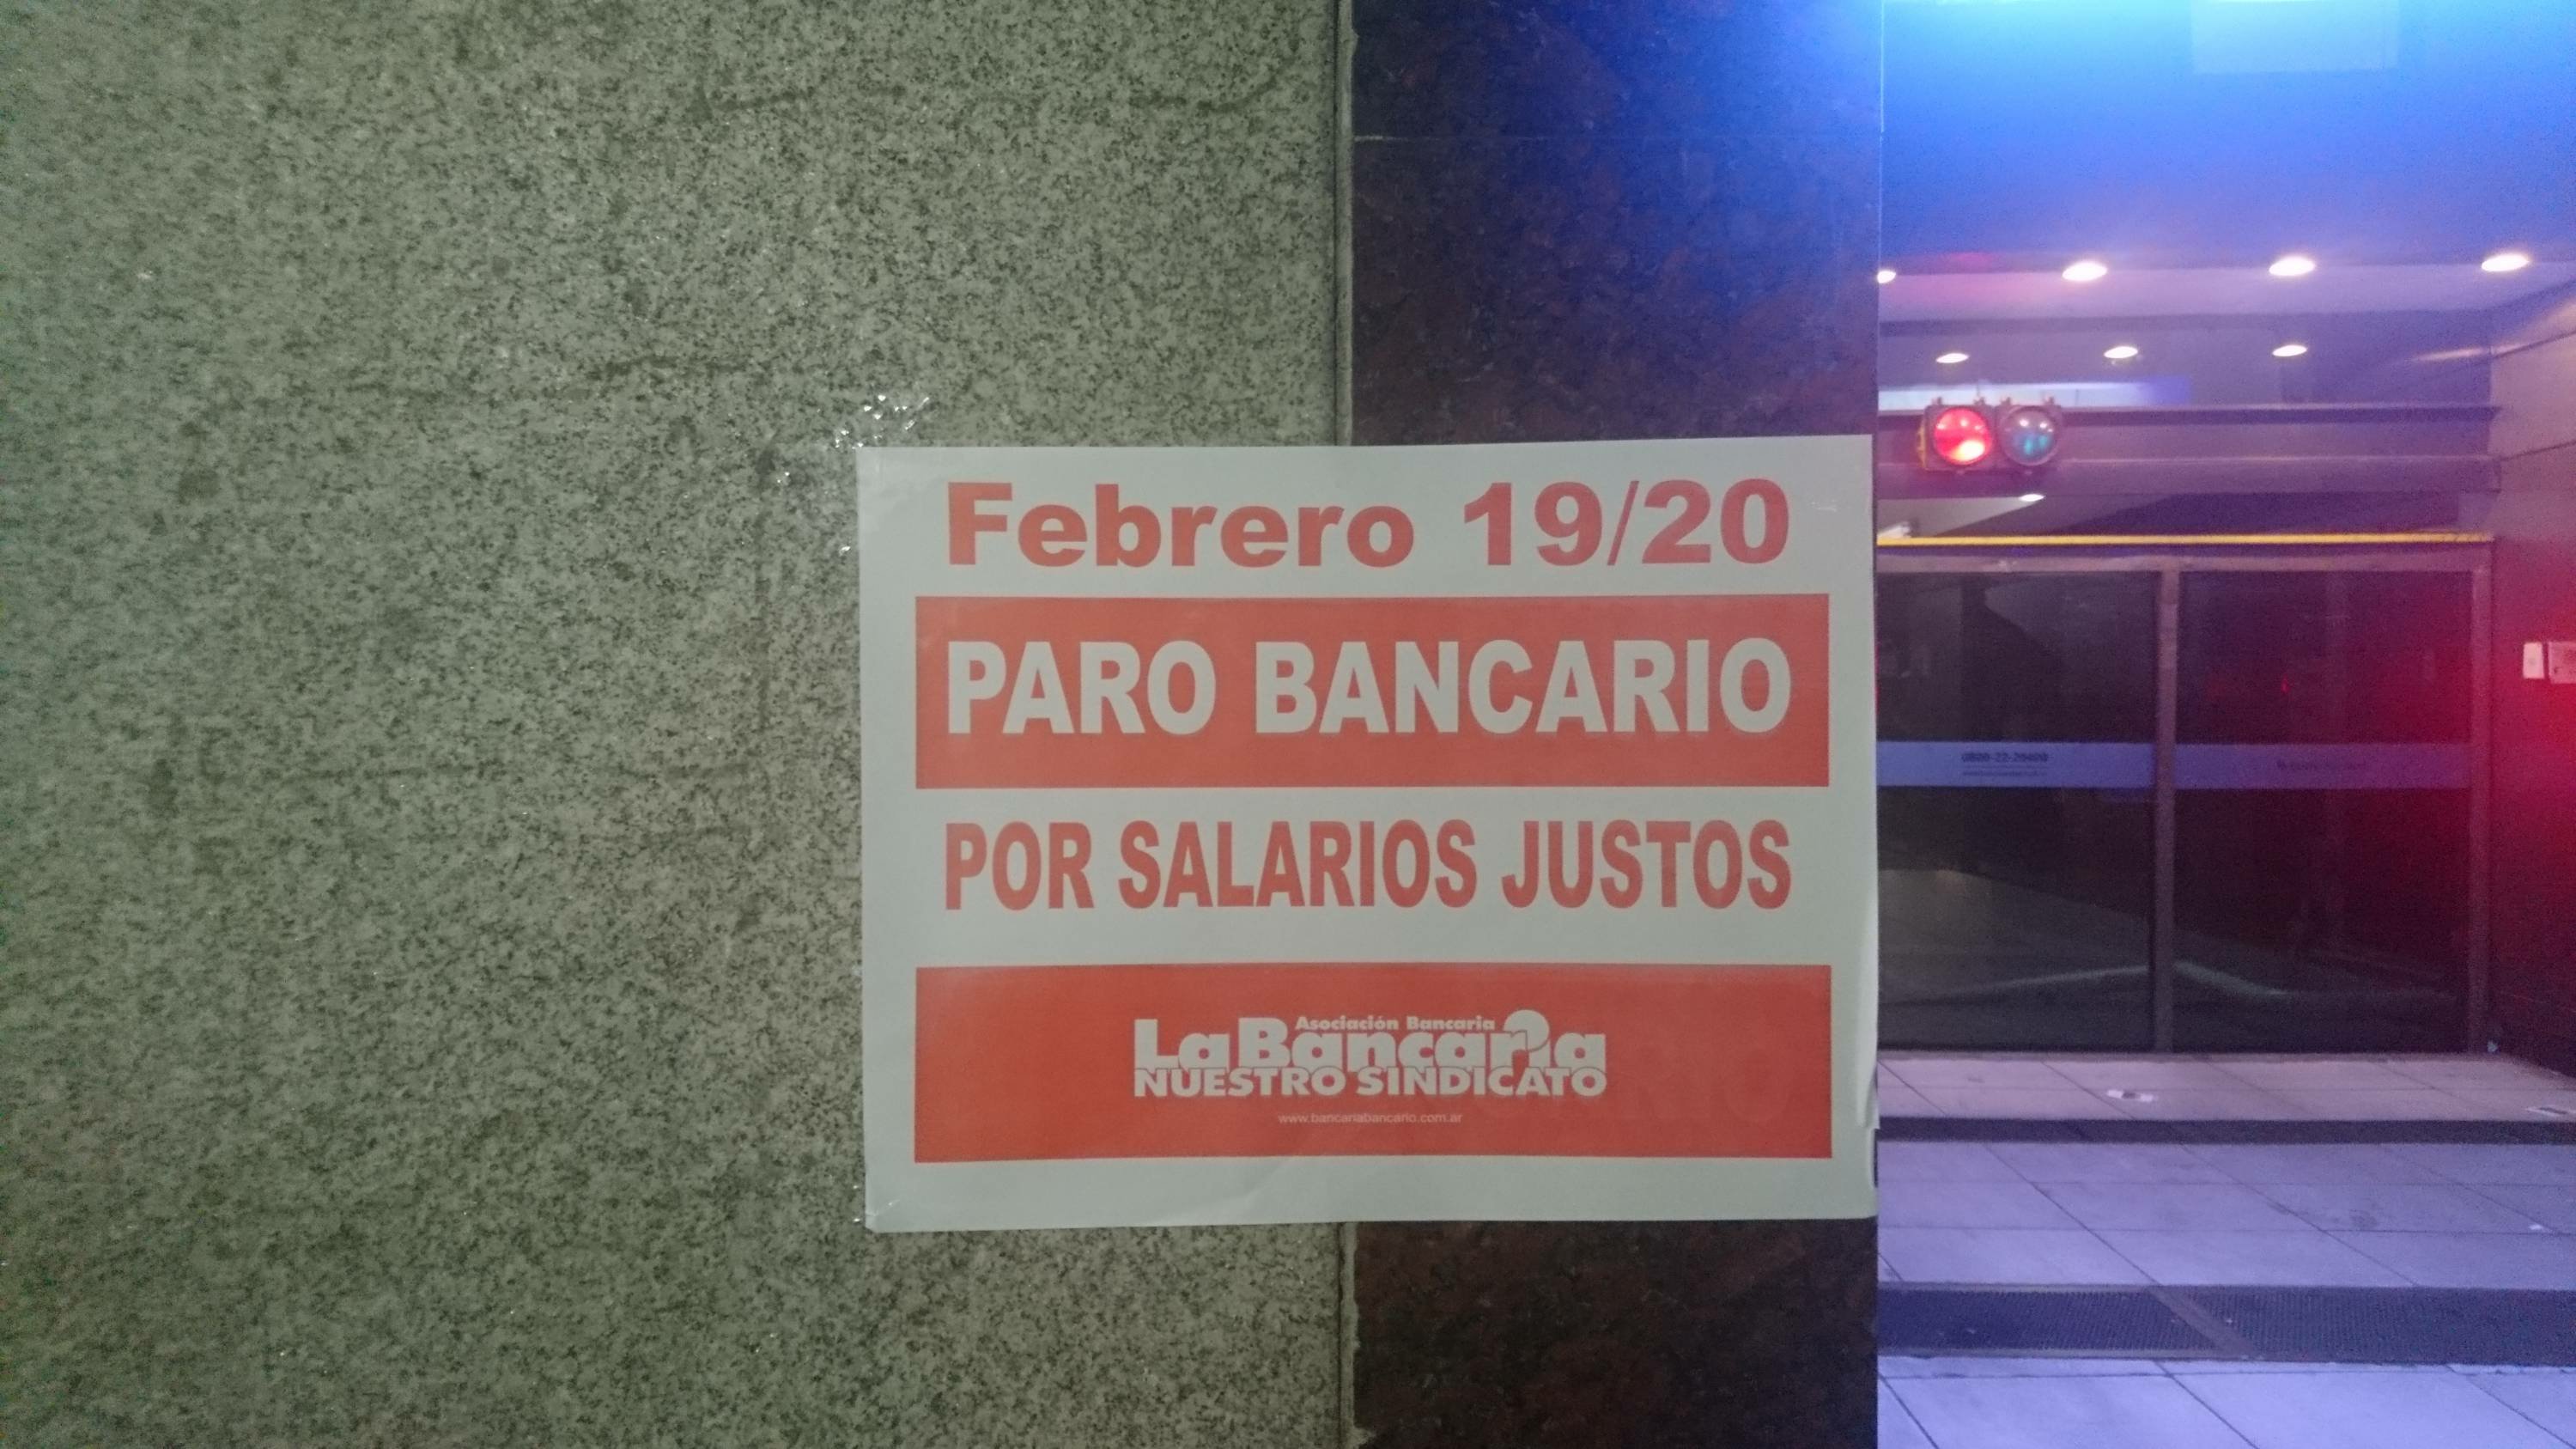 Febrero 19/20
PARO BANCARIO
POR SALARIOS JUSTOS
Asociación Bancaria
La Bancaria
NUESTRO SINDICATO
www.bancariabancario.com.ar